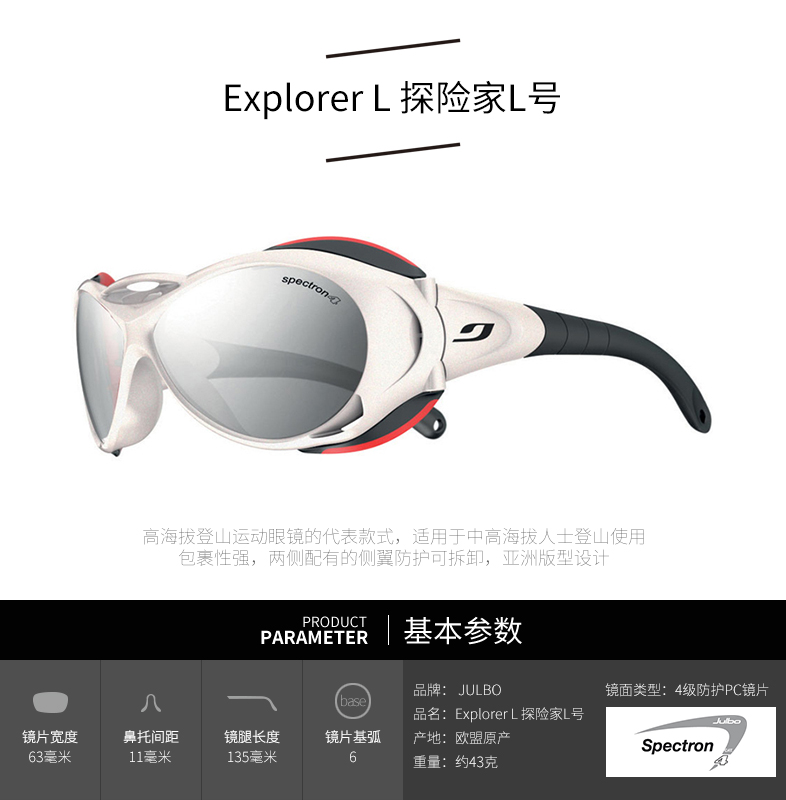 Explorer L 探险家L号
spectron4
高海拔登山运动眼镜的代表款式，适用于中高海拔人士登山使用
包裹性强，两侧配有的侧翼防护可拆卸，亚洲版型设计
PRODUCT
PARAMETER
基本参数
base
镜片宽度
63毫米
鼻托间距
11毫米
镜腿长度
135毫米
镜片基弧
6
品牌： JULBO
品名：Explorer L 探险家L号
产地：欧盟原产
重量：约43克
镜面类型：4级防护PC镜片
Julbo
Spectron
4